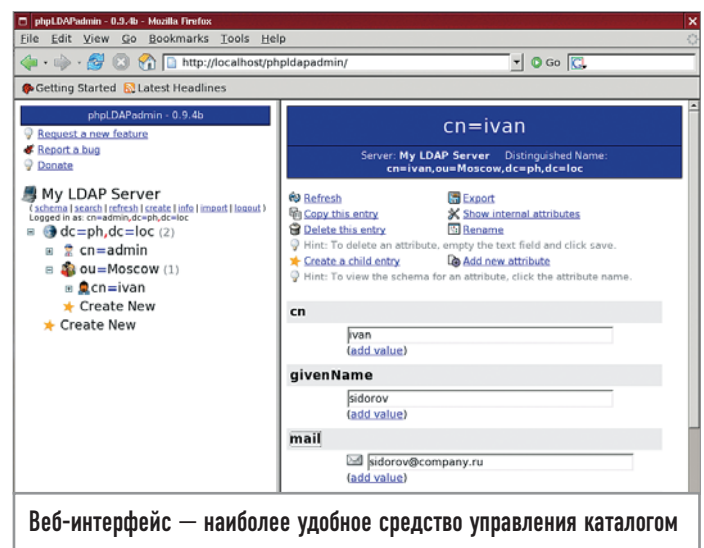 phpLDAPadmin - 0.9.4b - Mozilla Firefox
File Edit View Go Bookmarks Tools Help
http://localhost/phpldapadmin/ Go
Getting Started Latest Headlines
phpLDAPadmin - 0.9.4b
Request a new feature
Report a bug
Donate
My LDAP Server
( schema | search | refresh | create | info | import | logout )
Logged in as: cn=admin,dc=ph,dc=loc
dc=ph,dc=loc (2)
cn=admin
ou=Moscow (1)
cn=ivan
Create New
Create New
cn=ivan
Server: My LDAP Server Distinguished Name:
cn=ivan,ou=Moscow,dc=ph,dc=loc
Refresh Export
Copy this entry Show internal attributes
Delete this entry Rename
Hint: To delete an attribute, empty the text field and click save.
Create a child entry Add new attribute
Hint: To view the schema for an attribute, click the attribute name.
cn
ivan
(add value)
givenName
sidorov
(add value)
mail
sidorov@company.ru
(add value)
Веб-интерфейс — наиболее удобное средство управления каталогом